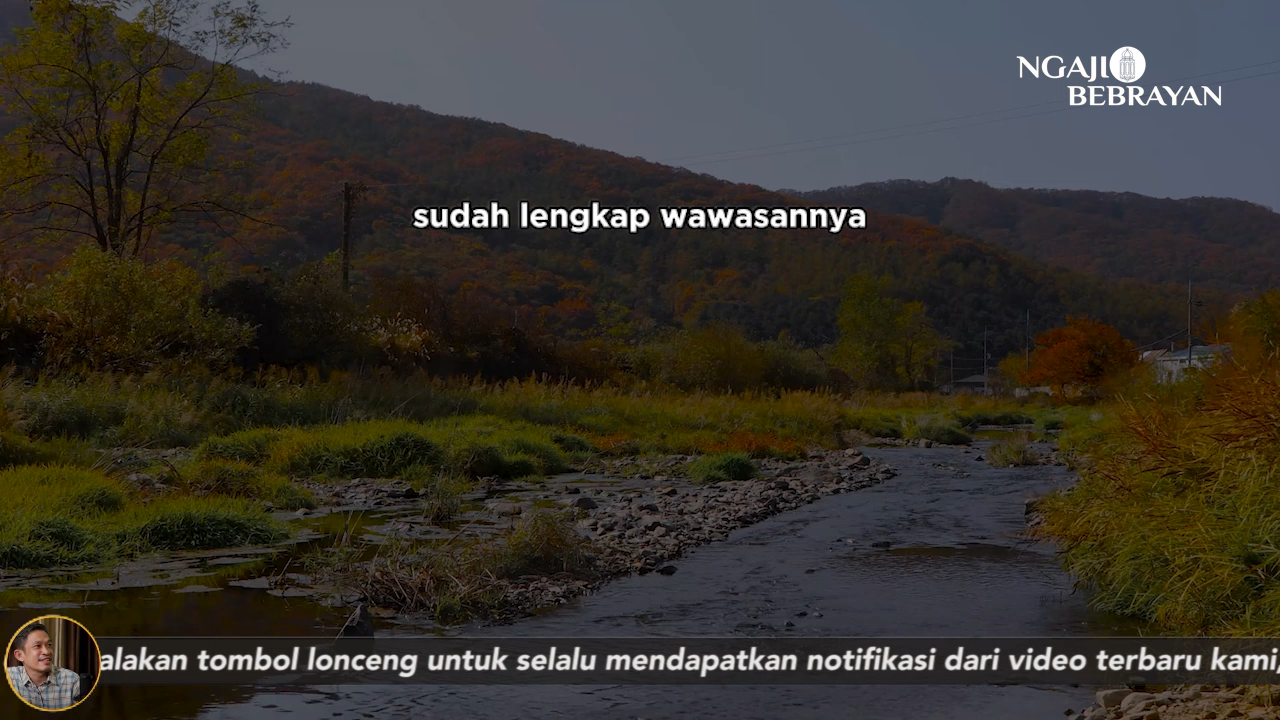 NGAJI
BEBRAYAN
sudah lengkap wawasannya
alakan tombol lonceng untuk selalu mendapatkan notifikasi dari video terbaru kami,